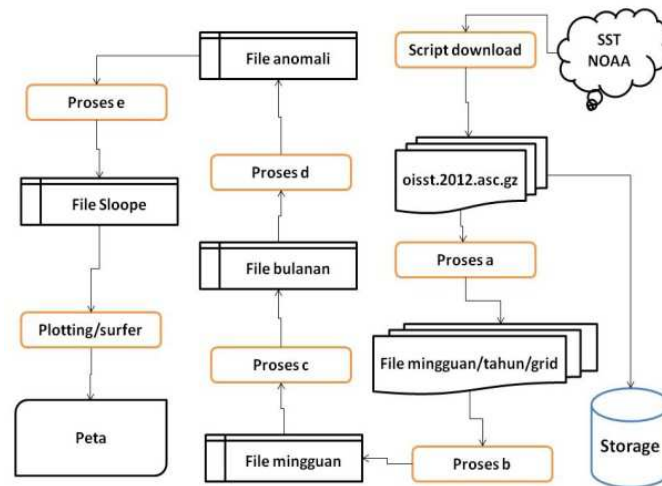 SST
NOAA
Script download
oisst.2012.asc.gz
Proses a
File mingguan/tahun/grid
Storage
Proses b
File mingguan
Proses c
File bulanan
Proses d
File anomali
Proses e
File Sloope
Plotting/surfer
Peta